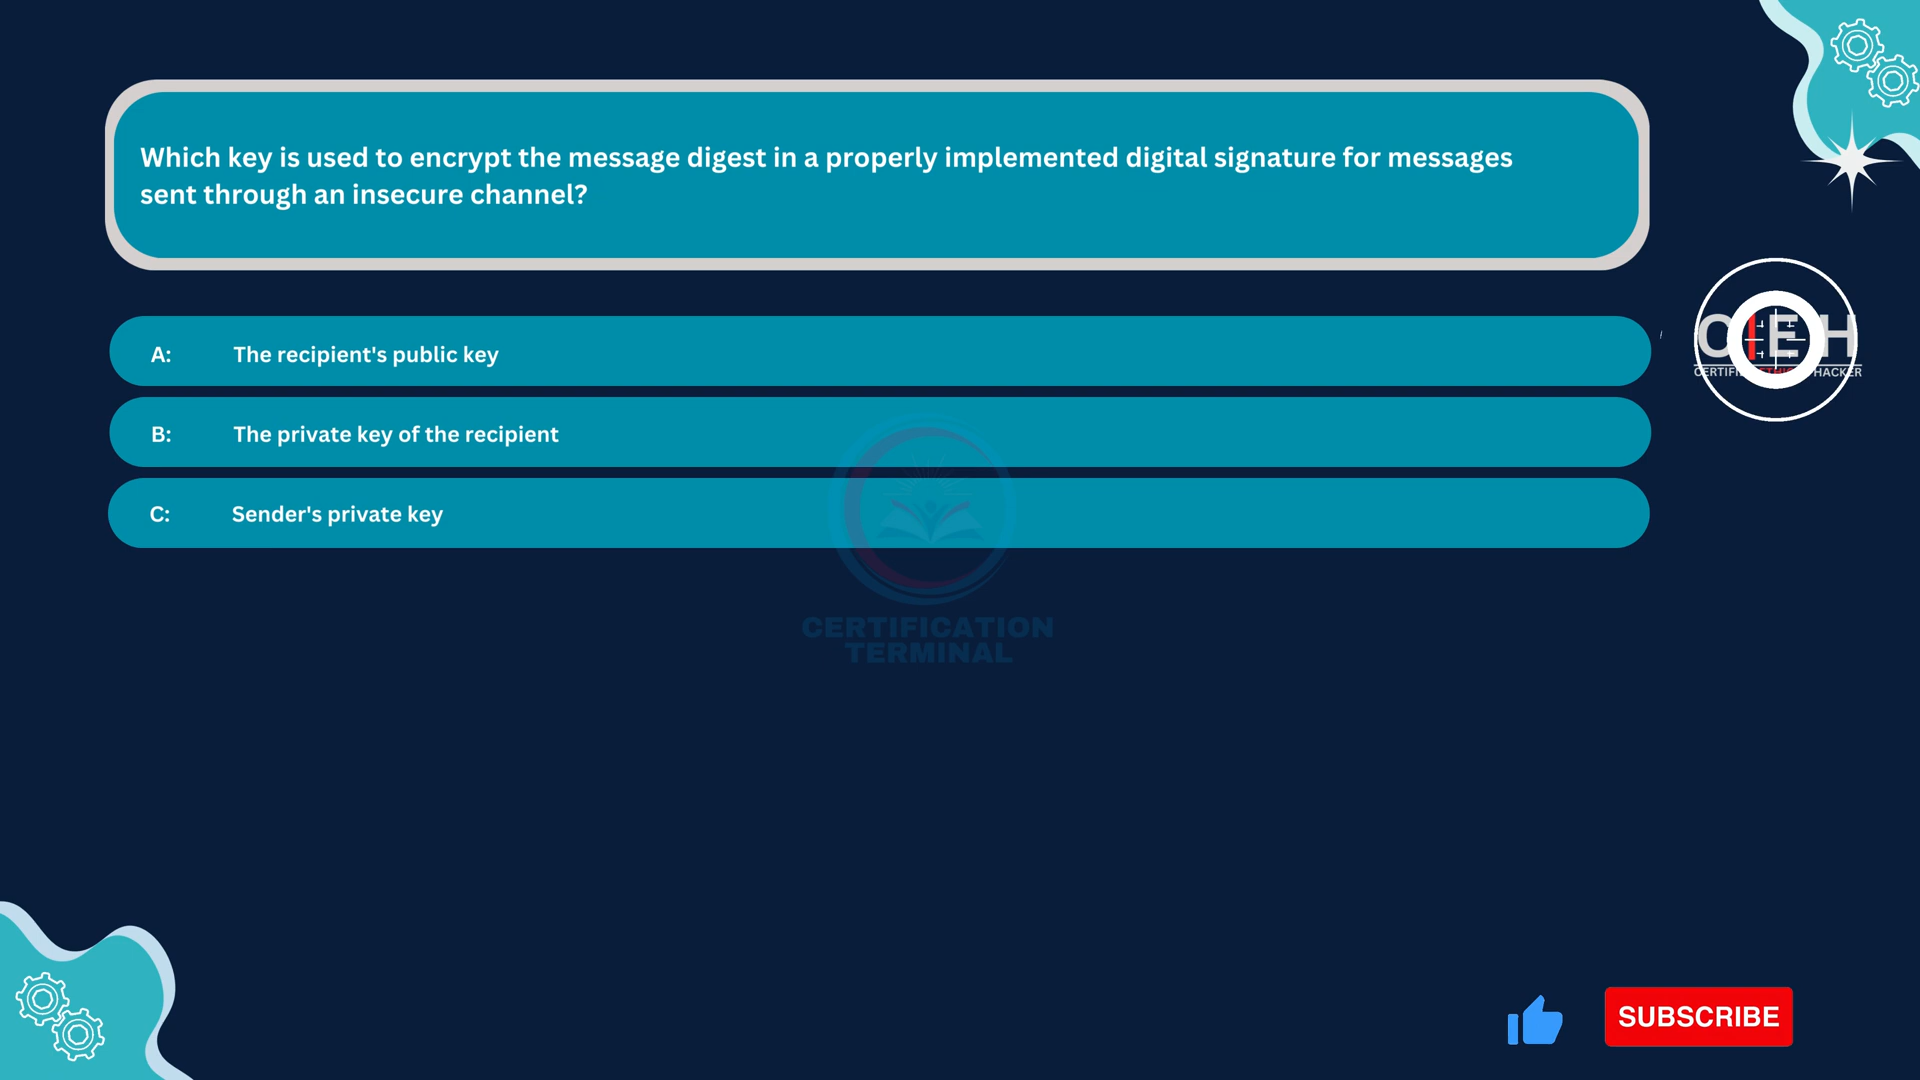 Which key is used to encrypt the message digest in a properly implemented digital signature for messages
sent through an insecure channel?
A: The recipient's public key
B: The private key of the recipient
C: Sender's private key
CERTIFICATION
TERMINAL
C E H
HACKER
SUBSCRIBE